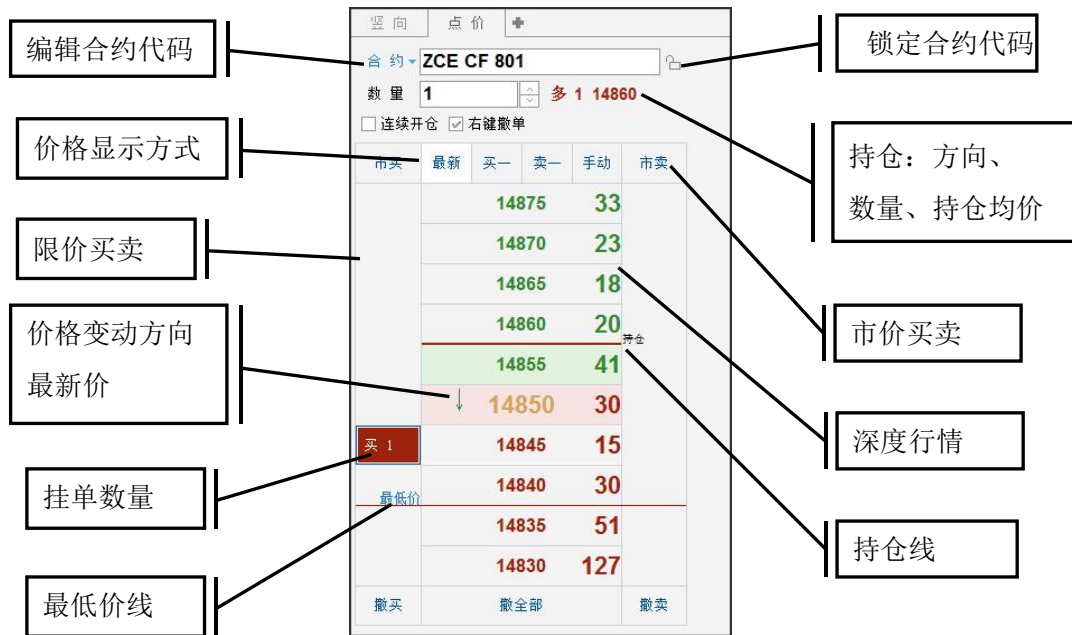 竖 向 点 价
编辑合约代码
合 约 ZCE CF 801
锁定合约代码
数 量 1 多 1 14860
连续开仓 右键撤单
价格显示方式
市买 最新 买一 卖一 手动 市卖
持仓：方向、
数量、持仓均价
14875 33
限价买卖
14870 23
14865 18
价格变动方向
最新价
14860 20
持仓
市价买卖
14855 41
14850 30
挂单数量
买 1
14845 15
深度行情
14840 30
最低价
14835 51
持仓线
14830 127
最低价线
撤买 撤全部 撤卖